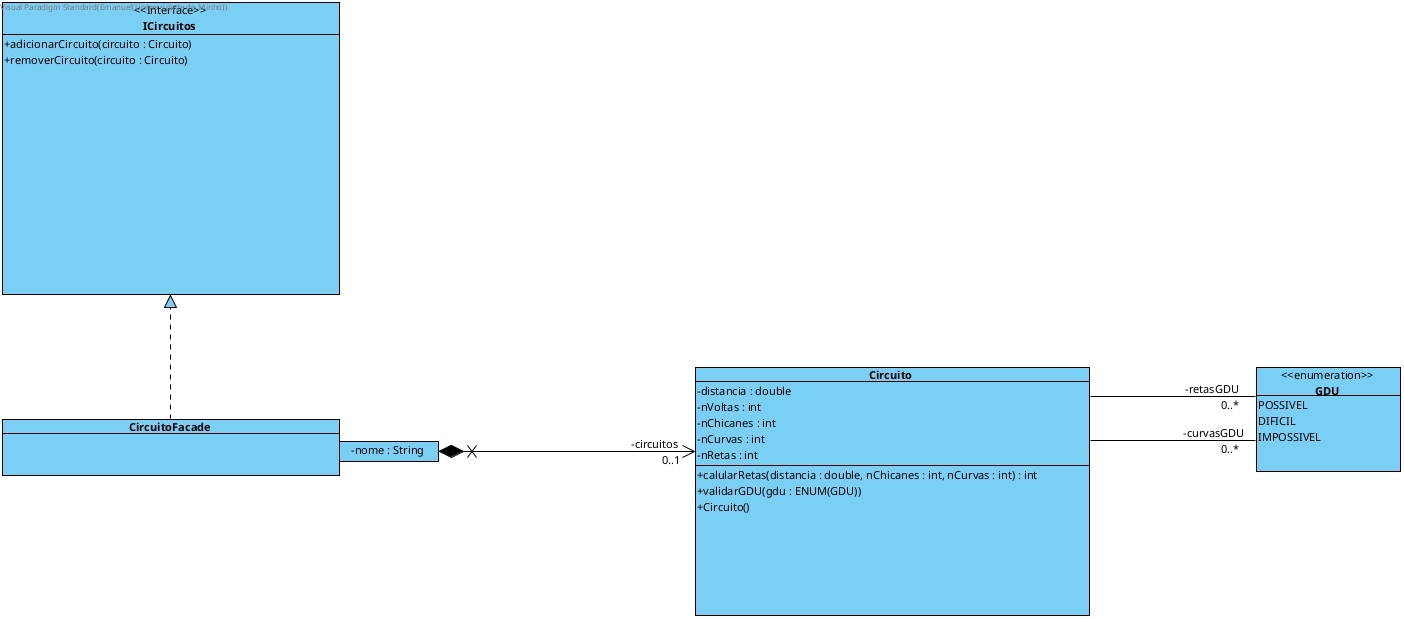 Visual Paradigm Standard(Emanuel
Minho))
<<Interface>>
ICircuitos
+adicionarCircuito(circuito : Circuito)
+removerCircuito(circuito : Circuito)
CircuitoFacade
-nome : String
-circuitos
0..1
Circuito
-distancia : double
-nVoltas : int
-nChicanes : int
-nCurvas : int
-nRetas : int
+calularRetas(distancia : double, nChicanes : int, nCurvas : int) : int
+validarGDU(gdu : ENUM(GDU))
+Circuito()
-retasGDU
0..*
-curvasGDU
0..*
<<enumeration>>
GDU
POSSIVEL
DIFICIL
IMPOSSIVEL